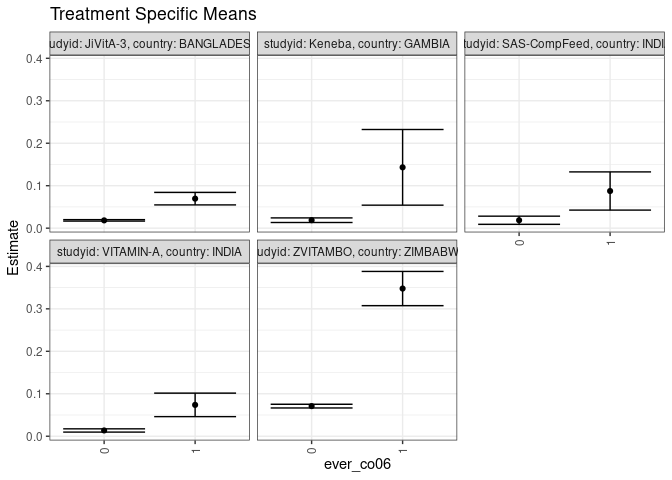 Treatment Specific Means
udyid: JiVitA-3, country: BANGLADES
studyid: Keneba, country: GAMBIA
tudyid: SAS-CompFeed, country: INDI
0.4
0.3
0.2
0.1
0.0
0
1
studyid: VITAMIN-A, country: INDIA
udyid: ZVITAMBO, country: ZIMBABW
0.4
0.3
0.2
0.1
0.0
0
1
0
1
Estimate
ever_co06